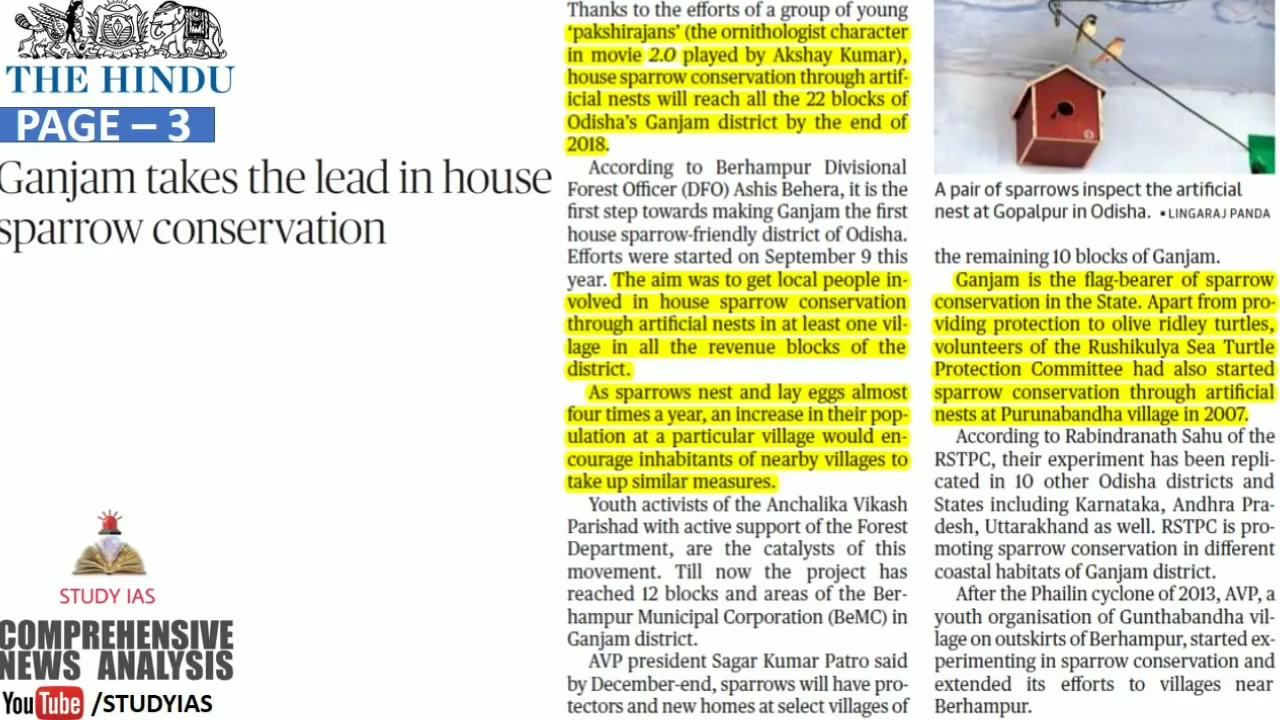 THE HINDU
PAGE – 3
Ganjam takes the lead in house
sparrow conservation
STUDY IAS
COMPREHENSIVE
NEWS ANALYSIS
YouTube /STUDYIAS
Thanks to the efforts of a group of young
‘pakshirajans’ (the ornithologist character
in movie 2.0 played by Akshay Kumar),
house sparrow conservation through artif-
icial nests will reach all the 22 blocks of
Odisha’s Ganjam district by the end of
2018.
According to Berhampur Divisional
Forest Officer (DFO) Ashis Behera, it is the
first step towards making Ganjam the first
house sparrow-friendly district of Odisha.
Efforts were started on September 9 this
year. The aim was to get local people in-
volved in house sparrow conservation
through artificial nests in at least one vil-
lage in all the revenue blocks of the
district.
As sparrows nest and lay eggs almost
four times a year, an increase in their pop-
ulation at a particular village would en-
courage inhabitants of nearby villages to
take up similar measures.
Youth activists of the Anchalika Vikash
Parishad with active support of the Forest
Department, are the catalysts of this
movement. Till now the project has
reached 12 blocks and areas of the Ber-
hampur Municipal Corporation (BeMC) in
Ganjam district.
AVP president Sagar Kumar Patro said
by December-end, sparrows will have pro-
tectors and new homes at select villages of
A pair of sparrows inspect the artificial
nest at Gopalpur in Odisha. ▪ LINGARAJ PANDA
the remaining 10 blocks of Ganjam.
Ganjam is the flag-bearer of sparrow
conservation in the State. Apart from pro-
viding protection to olive ridley turtles,
volunteers of the Rushikulya Sea Turtle
Protection Committee had also started
sparrow conservation through artificial
nests at Purunabandha village in 2007.
According to Rabindranath Sahu of the
RSTPC, their experiment has been repli-
cated in 10 other Odisha districts and
States including Karnataka, Andhra Pra-
desh, Uttarakhand as well. RSTPC is pro-
moting sparrow conservation in different
coastal habitats of Ganjam district.
After the Phailin cyclone of 2013, AVP, a
youth organisation of Gunthabandha vil-
lage on outskirts of Berhampur, started ex-
perimenting in sparrow conservation and
extended its efforts to villages near
Berhampur.